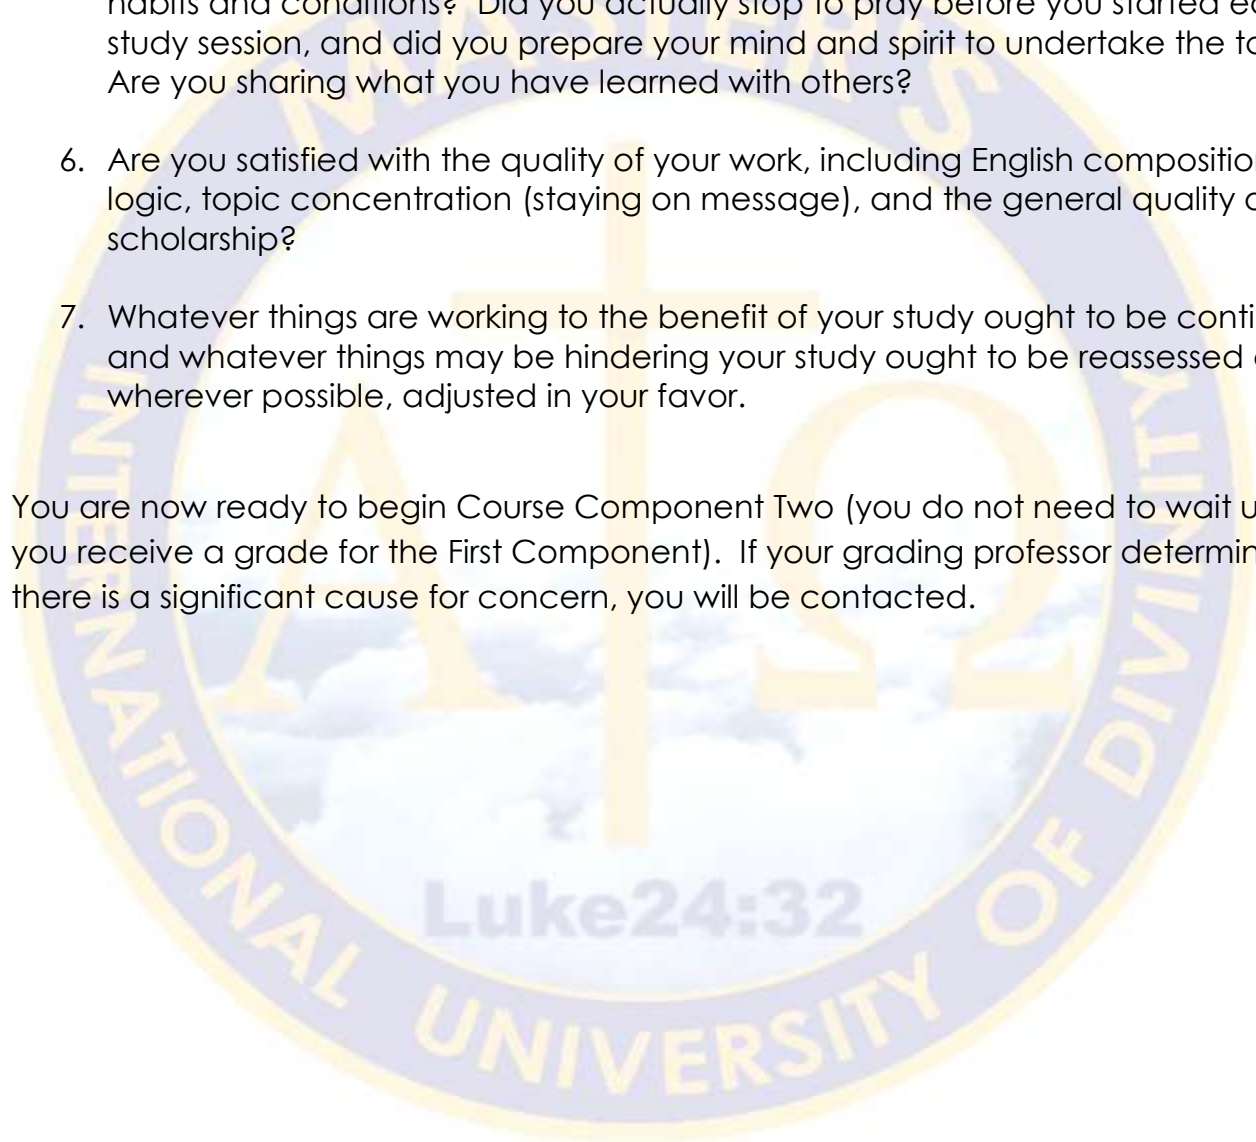 habits and conditions? Did you actually stop to pray before you started
study session, and did you prepare your mind and spirit to undertake the
Are you sharing what you have learned with others?
6. Are you satisfied with the quality of your work, including English
logic, topic concentration (staying on message), and the general quality
scholarship?
7. Whatever things are working to the benefit of your study ought to be
and whatever things may be hindering your study ought to be reassessed
wherever possible, adjusted in your favor.
You are now ready to begin Course Component Two (you do not need to wait
you receive a grade for the First Component). If your grading professor
there is a significant cause for concern, you will be contacted.
MASTER'S
INTERNATIONAL UNIVERSITY OF DIVINITY
Α Ω
Luke24:32